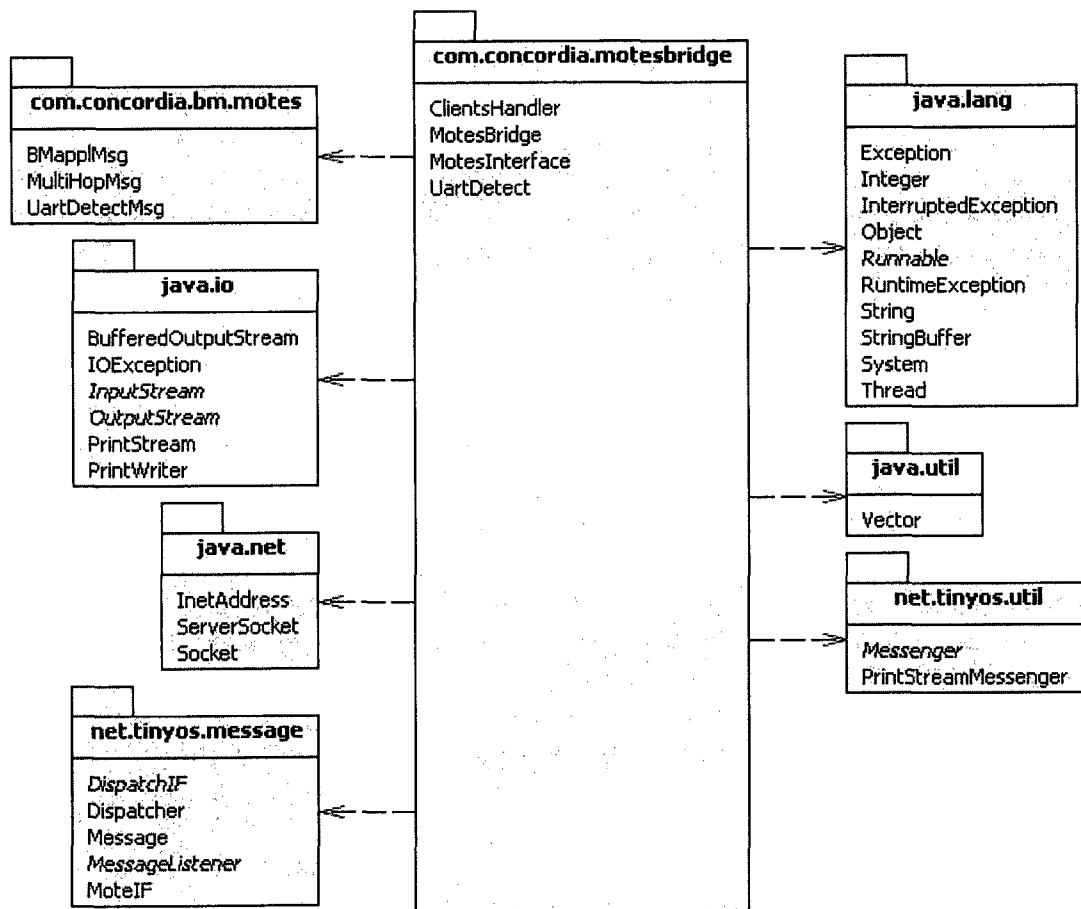 com.concordia.motesbridge
ClientsHandler
MotesBridge
MotesInterface
UartDetect
com.concordia.bm.motes
BMapplMsg
MultiHopMsg
UartDetectMsg
java.io
BufferedOutputStream
IOException
InputStream
OutputStream
PrintStream
PrintWriter
java.net
InetAddress
ServerSocket
Socket
net.tinyos.message
DispatchIF
Dispatcher
Message
MessageListener
MoteIF
java.lang
Exception
Integer
InterruptedException
Object
Runnable
RuntimeException
String
StringBuffer
System
Thread
java.util
Vector
net.tinyos.util
Messenger
PrintStreamMessenger